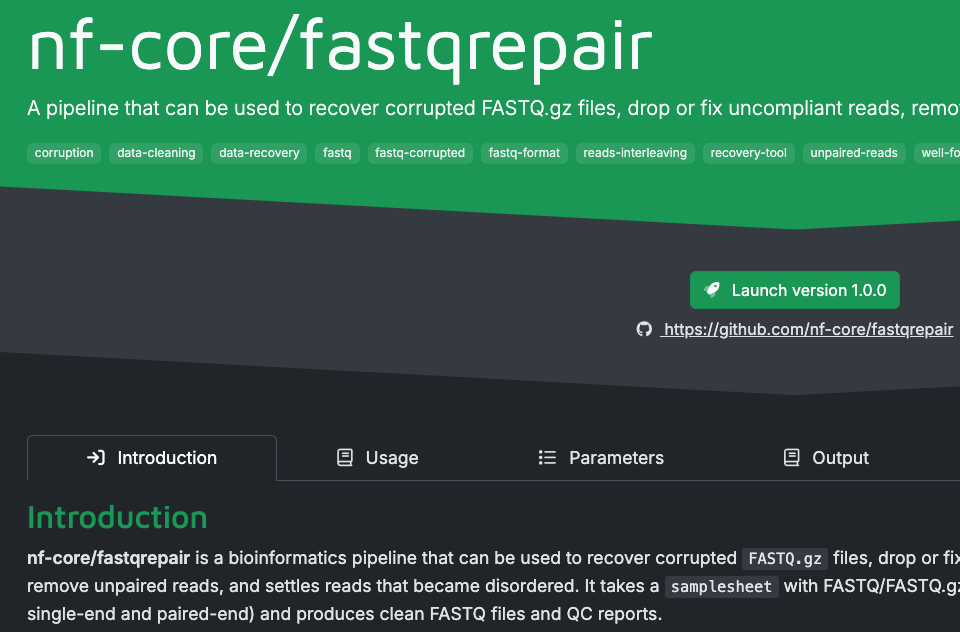 nf-core/fastqrepair
A pipeline that can be used to recover corrupted FASTQ.gz files, drop or fix uncompliant reads, remo
corruption data-cleaning data-recovery fastq fastq-corrupted fastq-format reads-interleaving recovery-tool unpaired-reads well-fo
Launch version 1.0.0
https://github.com/nf-core/fastqrepair
Introduction Usage Parameters Output
Introduction
nf-core/fastqrepair is a bioinformatics pipeline that can be used to recover corrupted FASTQ.gz files, drop or fix
remove unpaired reads, and settles reads that became disordered. It takes a samplesheet with FASTQ/FASTQ.gz
single-end and paired-end) and produces clean FASTQ files and QC reports.